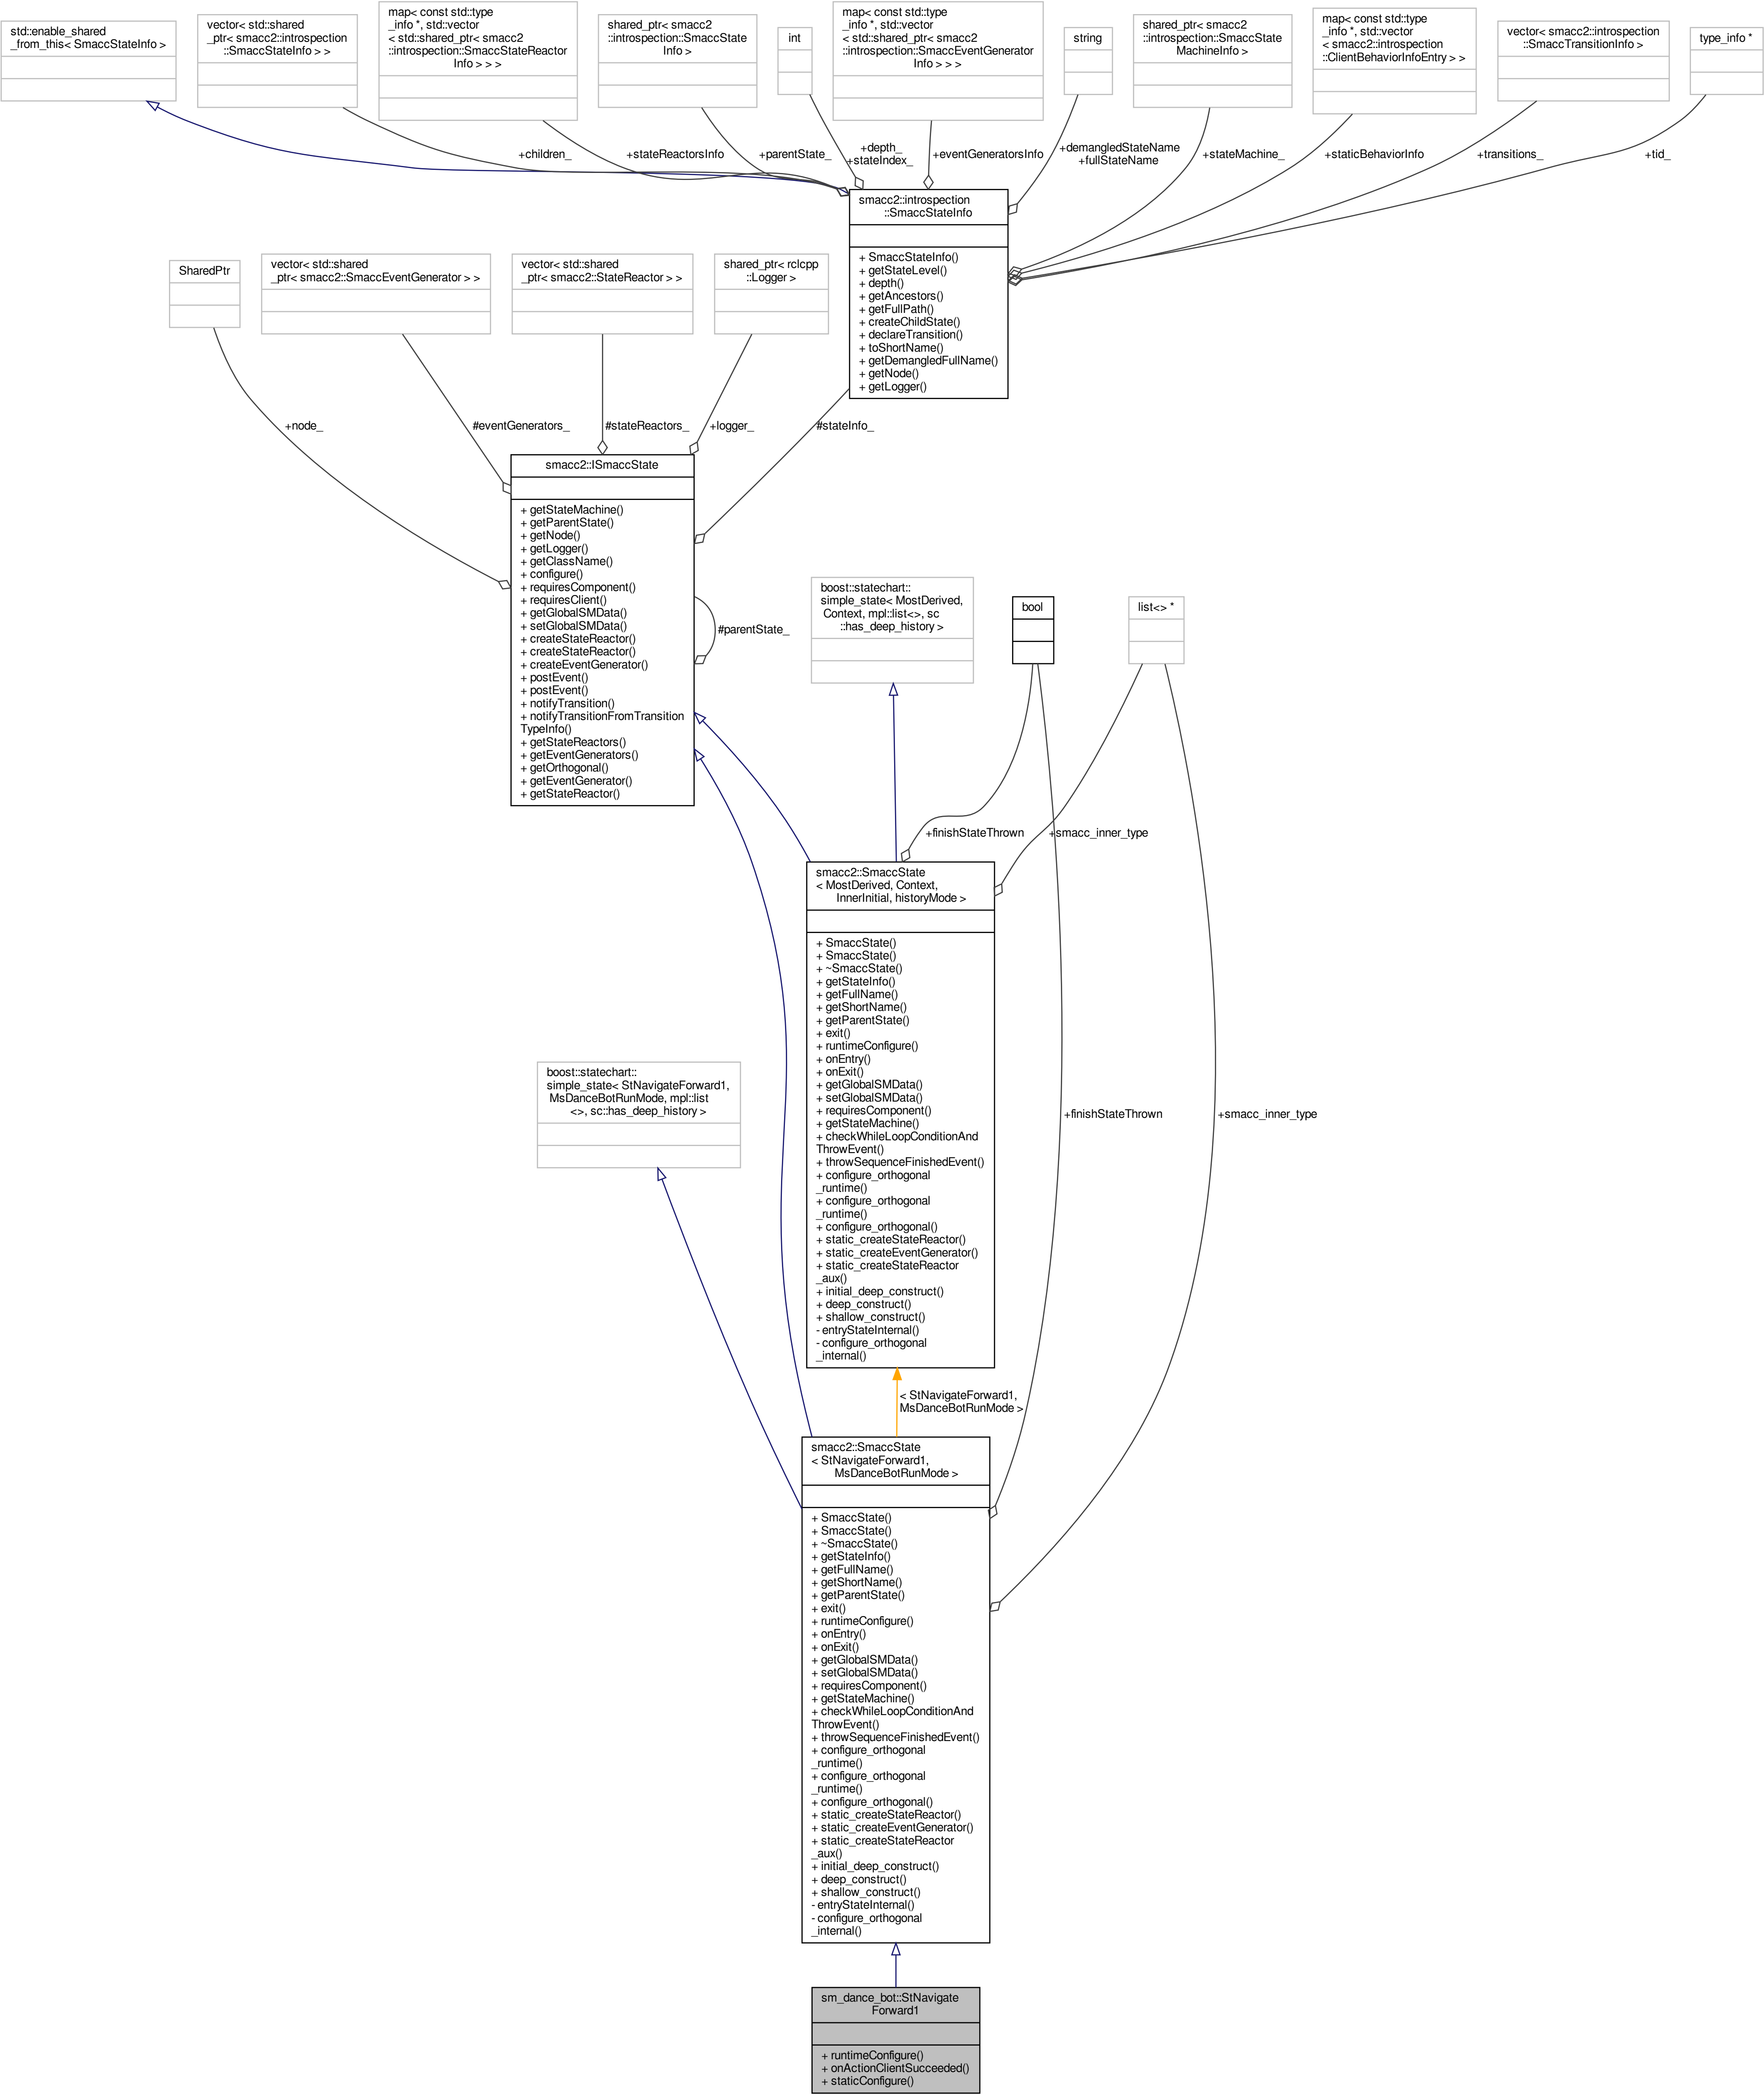 std::enable_shared
_from_this< SmaccStateInfo >
vector< std::shared
_ptr< smacc2::introspection
::SmaccStateInfo > >
map< const std::type
_info *, std::vector
< std::shared_ptr< smacc2
::introspection::SmaccStateReactor
Info > > >
shared_ptr< smacc2
::introspection::SmaccState
Info >
int
map< const std::type
_info *, std::vector
< std::shared_ptr< smacc2
::introspection::SmaccEventGenerator
Info > > >
string
shared_ptr< smacc2
::introspection::SmaccState
MachineInfo >
map< const std::type
_info *, std::vector
< smacc2::introspection
::ClientBehaviorInfoEntry > >
vector< smacc2::introspection
::SmaccTransitionInfo >
type_info *
+children_
+stateReactorsInfo
+parentState_
+depth_
+stateIndex_
+eventGeneratorsInfo
+demangledStateName
+fullStateName
+stateMachine_
+staticBehaviorInfo
+transitions_
+tid_
smacc2::introspection
::SmaccStateInfo
+ SmaccStateInfo()
+ getStateLevel()
+ depth()
+ getAncestors()
+ getFullPath()
+ createChildState()
+ declareTransition()
+ toShortName()
+ getDemangledFullName()
+ getNode()
+ getLogger()
SharedPtr
vector< std::shared
_ptr< smacc2::SmaccEventGenerator > >
vector< std::shared
_ptr< smacc2::StateReactor > >
shared_ptr< rclcpp
::Logger >
+node_
#eventGenerators_
#stateReactors_
+logger_
#stateInfo_
smacc2::ISmaccState
+ getStateMachine()
+ getParentState()
+ getNode()
+ getLogger()
+ getClassName()
+ configure()
+ requiresComponent()
+ requiresClient()
+ getGlobalSMData()
+ setGlobalSMData()
+ createStateReactor()
+ createStateReactor()
+ createEventGenerator()
+ postEvent()
+ postEvent()
+ notifyTransition()
+ notifyTransitionFromTransition
TypeInfo()
+ getStateReactors()
+ getEventGenerators()
+ getOrthogonal()
+ getEventGenerator()
+ getStateReactor()
#parentState_
boost::statechart::
simple_state< MostDerived,
Context, mpl::list<>, sc
::has_deep_history >
bool
list<> *
+finishStateThrown
+smacc_inner_type
smacc2::SmaccState
< MostDerived, Context,
InnerInitial, historyMode >
+ SmaccState()
+ SmaccState()
+ ~SmaccState()
+ getStateInfo()
+ getFullName()
+ getShortName()
+ getParentState()
+ exit()
+ runtimeConfigure()
+ onEntry()
+ onExit()
+ getGlobalSMData()
+ setGlobalSMData()
+ requiresComponent()
+ getStateMachine()
+ checkWhileLoopConditionAnd
ThrowEvent()
+ throwSequenceFinishedEvent()
+ configure_orthogonal
_runtime()
+ configure_orthogonal
_runtime()
+ configure_orthogonal()
+ static_createStateReactor()
+ static_createEventGenerator()
+ static_createStateReactor
_aux()
+ initial_deep_construct()
+ deep_construct()
+ shallow_construct()
- entryStateInternal()
- configure_orthogonal
_internal()
boost::statechart::
simple_state< StNavigateForward1,
MsDanceBotRunMode, mpl::list
<>, sc::has_deep_history >
+finishStateThrown
+smacc_inner_type
< StNavigateForward1,
MsDanceBotRunMode >
smacc2::SmaccState
< StNavigateForward1,
MsDanceBotRunMode >
+ SmaccState()
+ SmaccState()
+ ~SmaccState()
+ getStateInfo()
+ getFullName()
+ getShortName()
+ getParentState()
+ exit()
+ runtimeConfigure()
+ onEntry()
+ onExit()
+ getGlobalSMData()
+ setGlobalSMData()
+ requiresComponent()
+ getStateMachine()
+ checkWhileLoopConditionAnd
ThrowEvent()
+ throwSequenceFinishedEvent()
+ configure_orthogonal
_runtime()
+ configure_orthogonal
_runtime()
+ configure_orthogonal()
+ static_createStateReactor()
+ static_createEventGenerator()
+ static_createStateReactor
_aux()
+ initial_deep_construct()
+ deep_construct()
+ shallow_construct()
- entryStateInternal()
- configure_orthogonal
_internal()
sm_dance_bot::StNavigate
Forward1
+ runtimeConfigure()
+ onActionClientSucceeded()
+ staticConfigure()